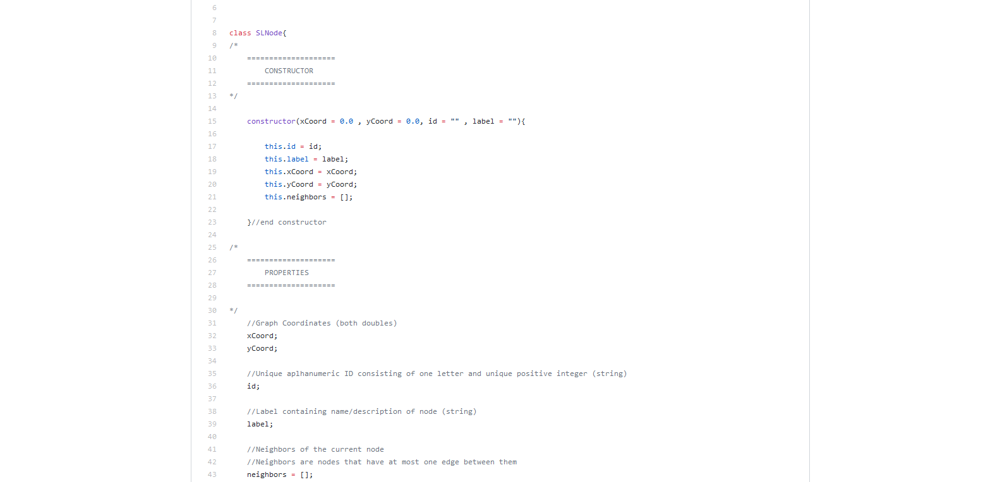 6
7
8 class SLNode{
9 /*
10     ====================
11         CONSTRUCTOR
12     ====================
13 */
14
15     constructor(xCoord = 0.0 , yCoord = 0.0, id = "" , label = ""){
16
17         this.id = id;
18         this.label = label;
19         this.xCoord = xCoord;
20         this.yCoord = yCoord;
21         this.neighbors = [];
22
23     }//end constructor
24
25 /*
26     ====================
27         PROPERTIES
28     ====================
29
30 */
31     //Graph Coordinates (both doubles)
32     xCoord;
33     yCoord;
34
35     //Unique aplhanumeric ID consisting of one letter and unique positive integer (string)
36     id;
37
38     //Label containing name/description of node (string)
39     label;
40
41     //Neighbors of the current node
42     //Neighbors are nodes that have at most one edge between them
43     neighbors = [];